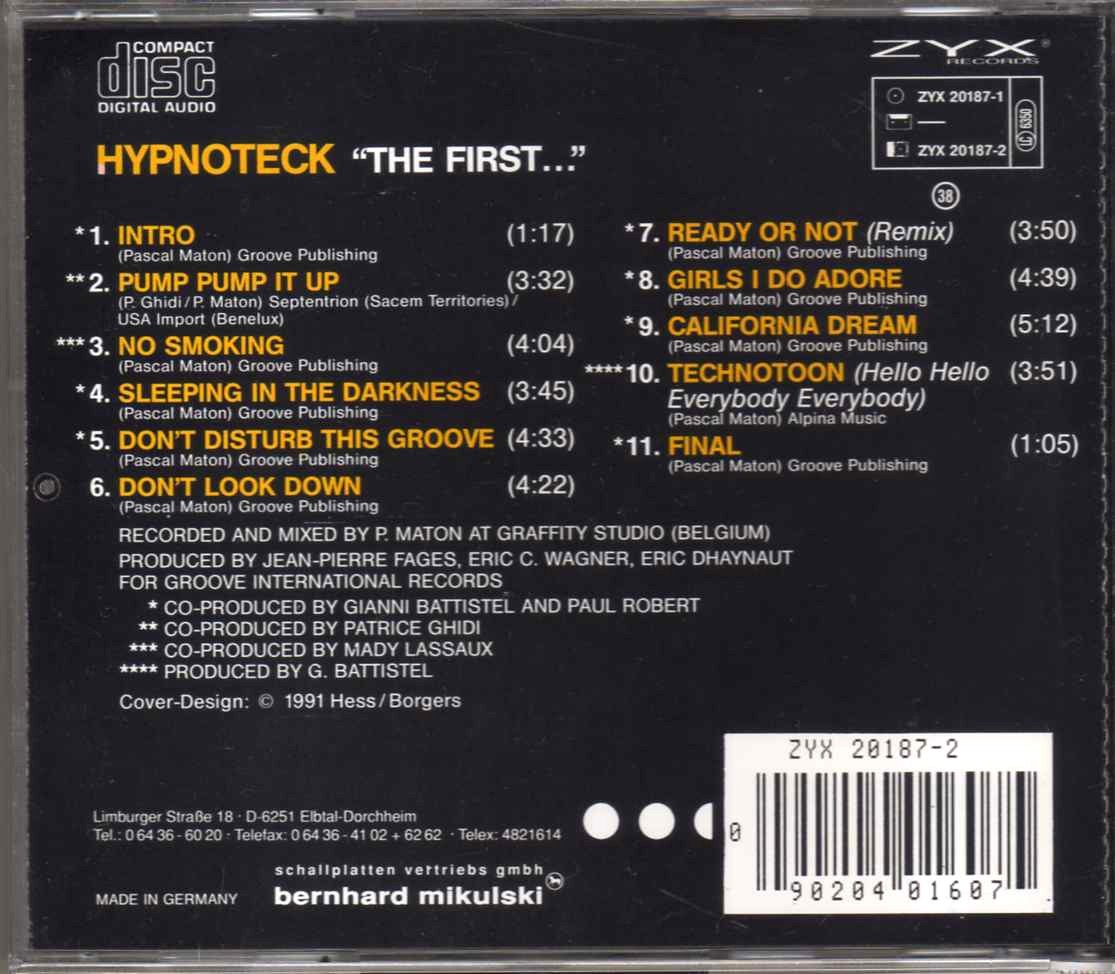 COMPACT
disc
DIGITAL AUDIO
ZYX®
RECORDS
ZYX 20187-1
—
ZYX 20187-2
LC 6350
38
HYPNOTECK “THE FIRST...”
*1. INTRO (1:17)
(Pascal Maton) Groove Publishing
**2. PUMP PUMP IT UP (3:32)
(P. Ghidi/P. Maton) Septentrion (Sacem Territories)/
USA Import (Benelux)
***3. NO SMOKING (4:04)
(Pascal Maton) Groove Publishing
*4. SLEEPING IN THE DARKNESS (3:45)
(Pascal Maton) Groove Publishing
*5. DON'T DISTURB THIS GROOVE (4:33)
(Pascal Maton) Groove Publishing
6. DON'T LOOK DOWN (4:22)
(Pascal Maton) Groove Publishing
*7. READY OR NOT (Remix) (3:50)
(Pascal Maton) Groove Publishing
*8. GIRLS I DO ADORE (4:39)
(Pascal Maton) Groove Publishing
*9. CALIFORNIA DREAM (5:12)
(Pascal Maton) Groove Publishing
****10. TECHNOTOON (Hello Hello (3:51)
Everybody Everybody)
(Pascal Maton) Alpina Music
*11. FINAL (1:05)
(Pascal Maton) Groove Publishing
RECORDED AND MIXED BY P. MATON AT GRAFFITY STUDIO (BELGIUM)
PRODUCED BY JEAN-PIERRE FAGES, ERIC C. WAGNER, ERIC DHAYNAUT
FOR GROOVE INTERNATIONAL RECORDS
* CO-PRODUCED BY GIANNI BATTISTEL AND PAUL ROBERT
** CO-PRODUCED BY PATRICE GHIDI
*** CO-PRODUCED BY MADY LASSAUX
**** PRODUCED BY G. BATTISTEL
Cover-Design: © 1991 Hess/Borgers
Limburger Straße 18 · D-6251 Elbtal-Dorchheim
Tel.: 0 64 36 - 60 20 · Telefax: 0 64 36 - 41 02 + 62 62 · Telex: 4821614
schallplatten vertriebs gmbh
bernhard mikulski
MADE IN GERMANY
ZYX 20187-2
0 90204 01607